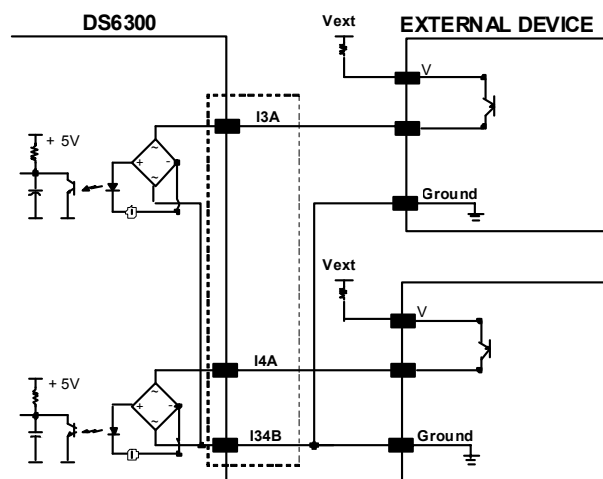 DS6300
Vext
EXTERNAL DEVICE
V
I3A
+ 5V
+
~
-
~
Ground
Vext
V
I4A
+ 5V
+
~
-
~
I34B
Ground